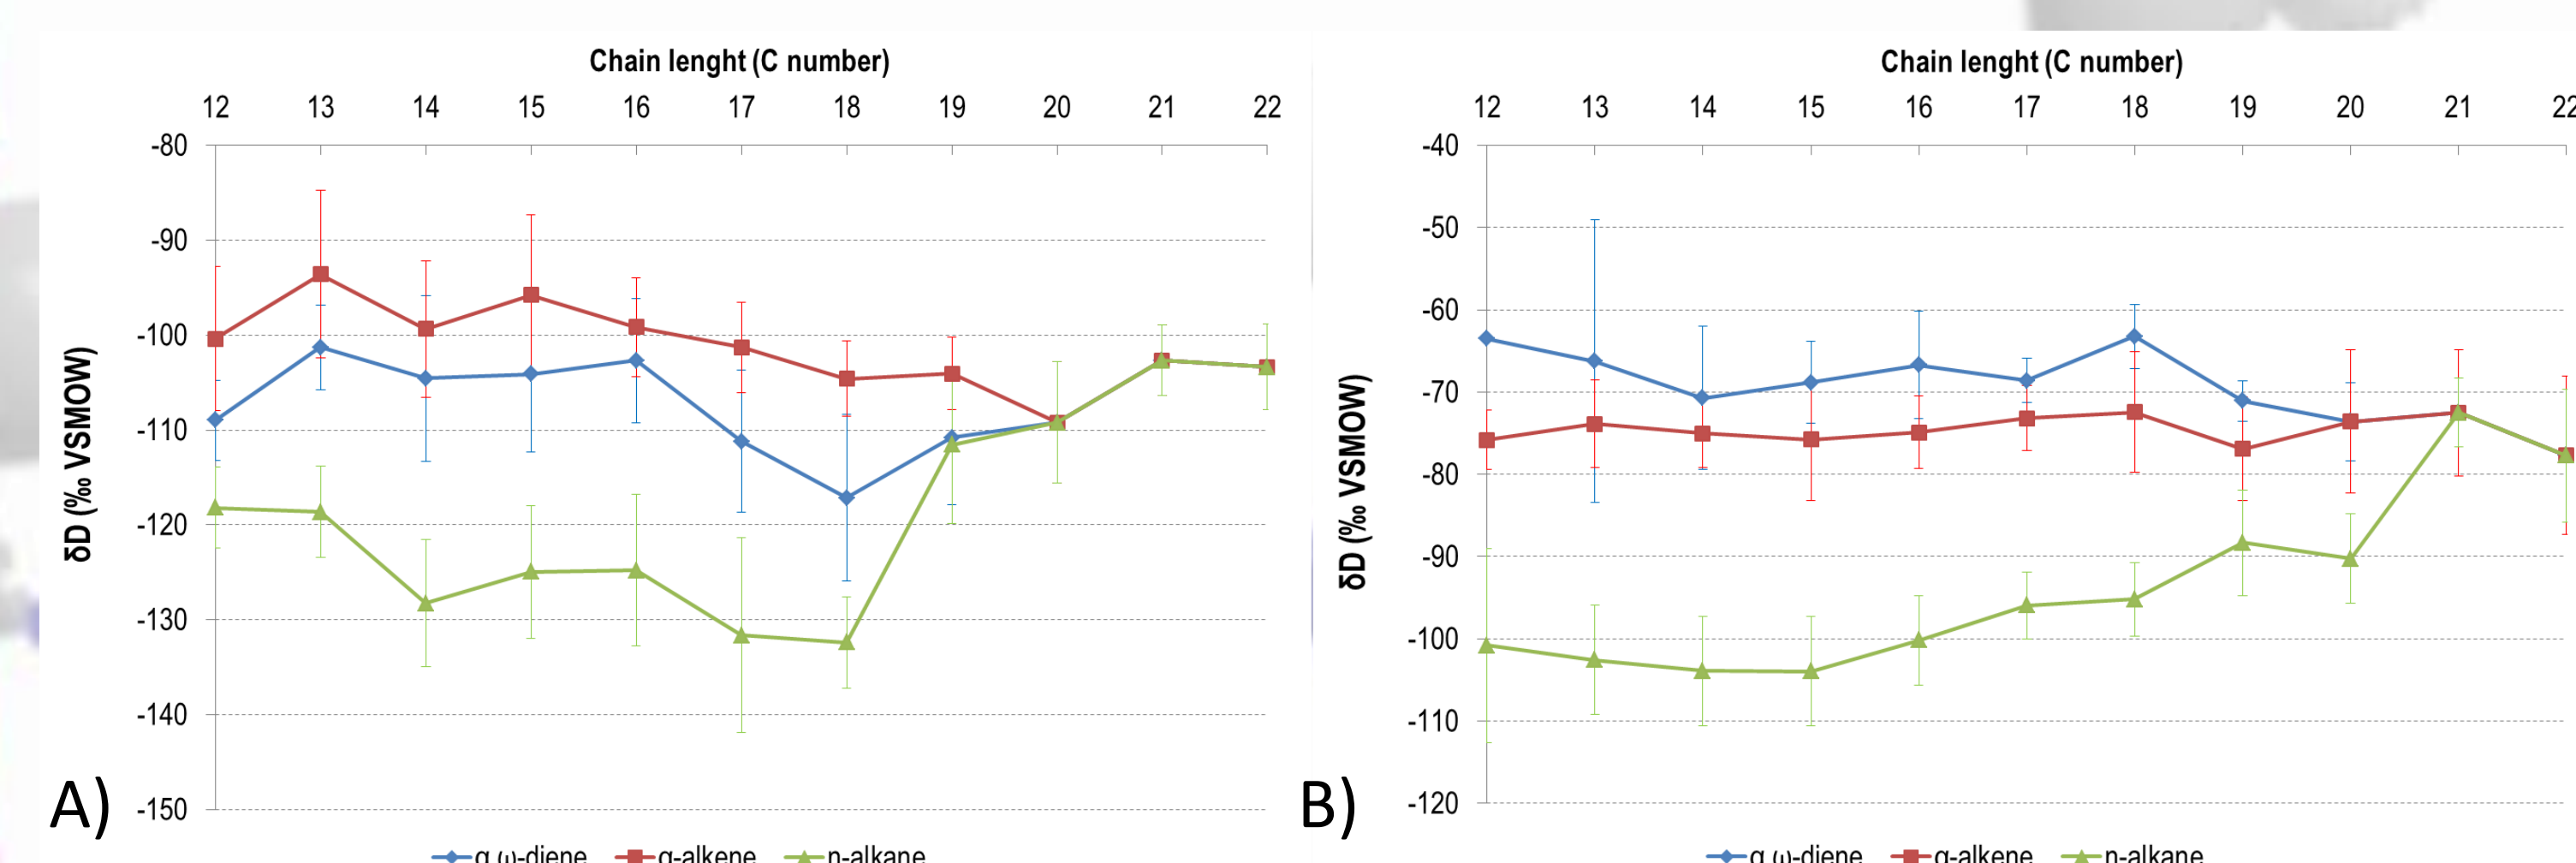 Chain lenght (C number)
12 13 14 15 16 17 18 19 20 21 22
-80
-90
-100
-110
-120
-130
-140
-150
δD (‰ VSMOW)
A)
α,ω-diene α-alkene n-alkane
Chain lenght (C number)
12 13 14 15 16 17 18 19 20 21 22
-40
-50
-60
-70
-80
-90
-100
-110
-120
δD (‰ VSMOW)
B)
α,ω-diene α-alkene n-alkane